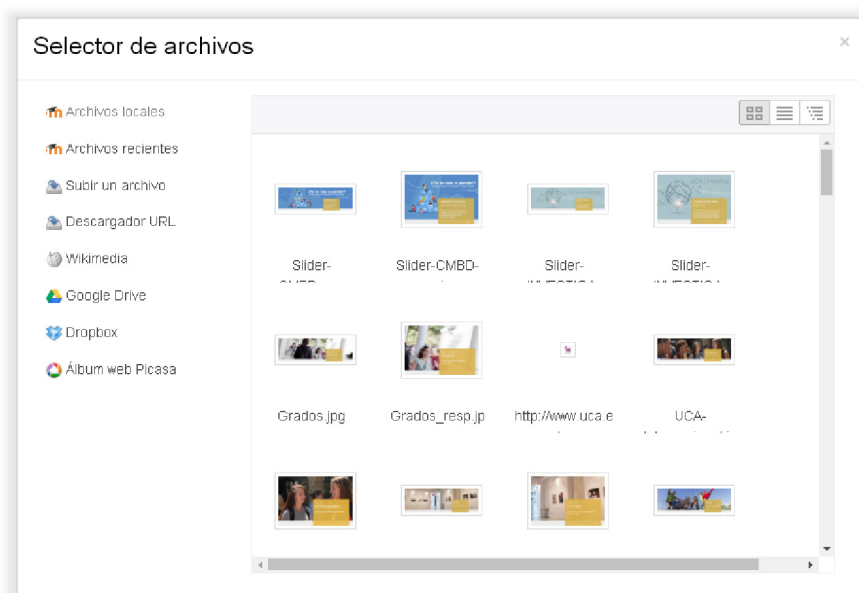 Selector de archivos
Archivos locales
Archivos recientes
Subir un archivo
Descargador URL
Wikimedia
Google Drive
Dropbox
Álbum web Picasa
Slider-
Slider-CMBD-
Slider-
Slider-
Grados.jpg
Grados_resp.jp
http://www.uca.e
UCA-